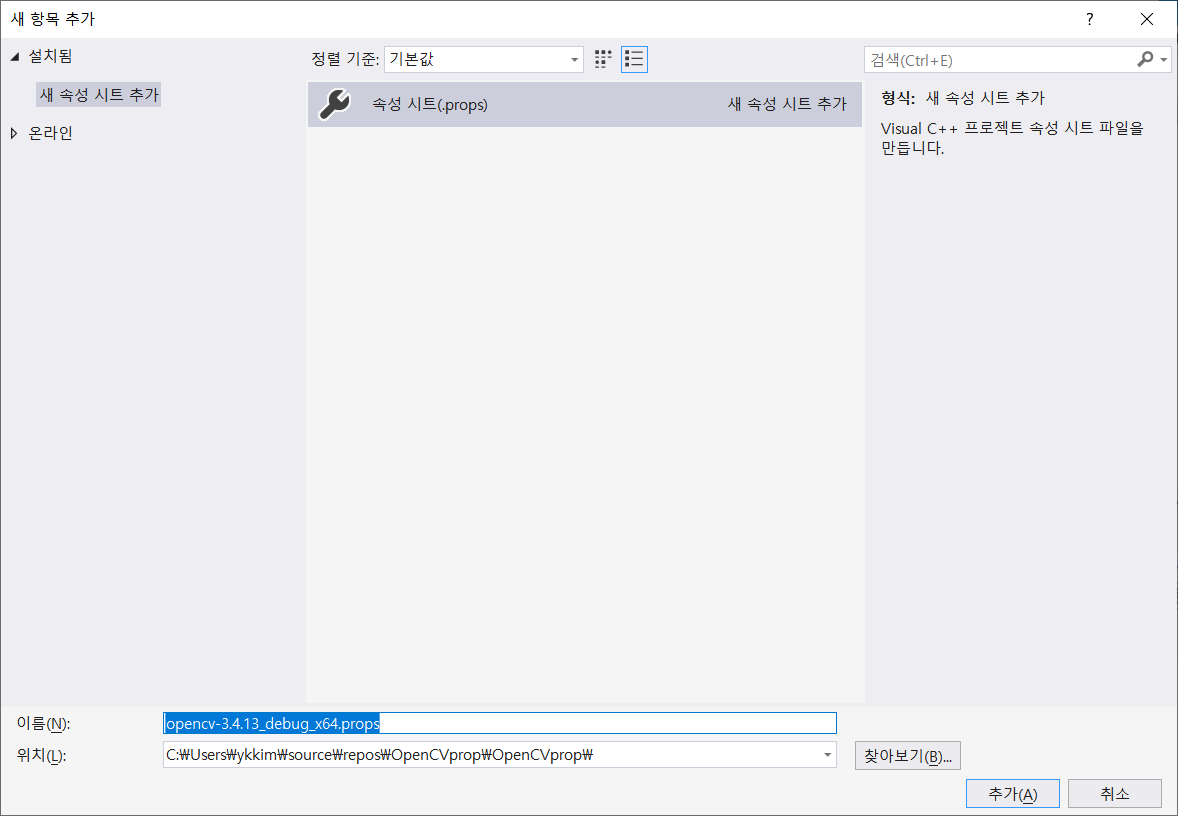 새 항목 추가
?
설치됨
정렬 기준: 기본값
검색(Ctrl+E)
새 속성 시트 추가
온라인
속성 시트(.props)
새 속성 시트 추가
형식: 새 속성 시트 추가
Visual C++ 프로젝트 속성 시트 파일을
만듭니다.
이름(N):
opencv-3.4.13_debug_x64.props
위치(L):
C:₩Users₩ykkim₩source₩repos₩OpenCVprop₩OpenCVprop₩
찾아보기(B)...
추가(A)
취소